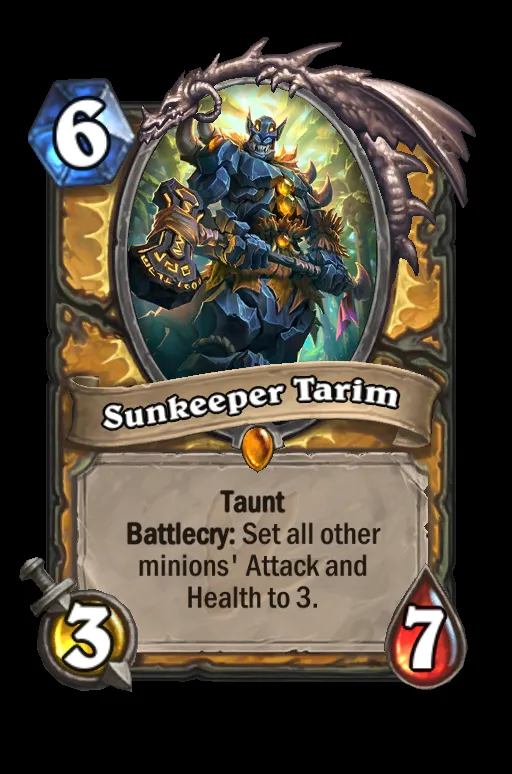 6
Sunkeeper Tarim
Taunt
Battlecry: Set all other
minions' Attack and
Health to 3.
3
7